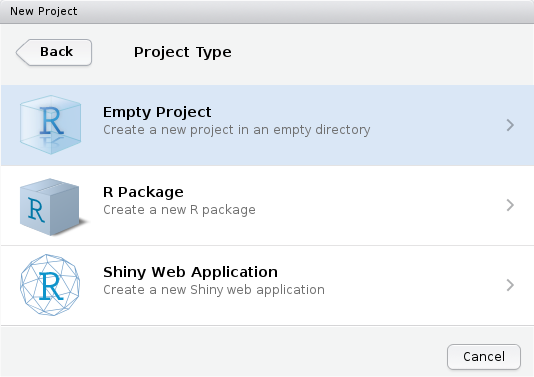 New Project
Back
Project Type
R
Empty Project
Create a new project in an empty directory
R
R Package
Create a new R package
R
Shiny Web Application
Create a new Shiny web application
Cancel